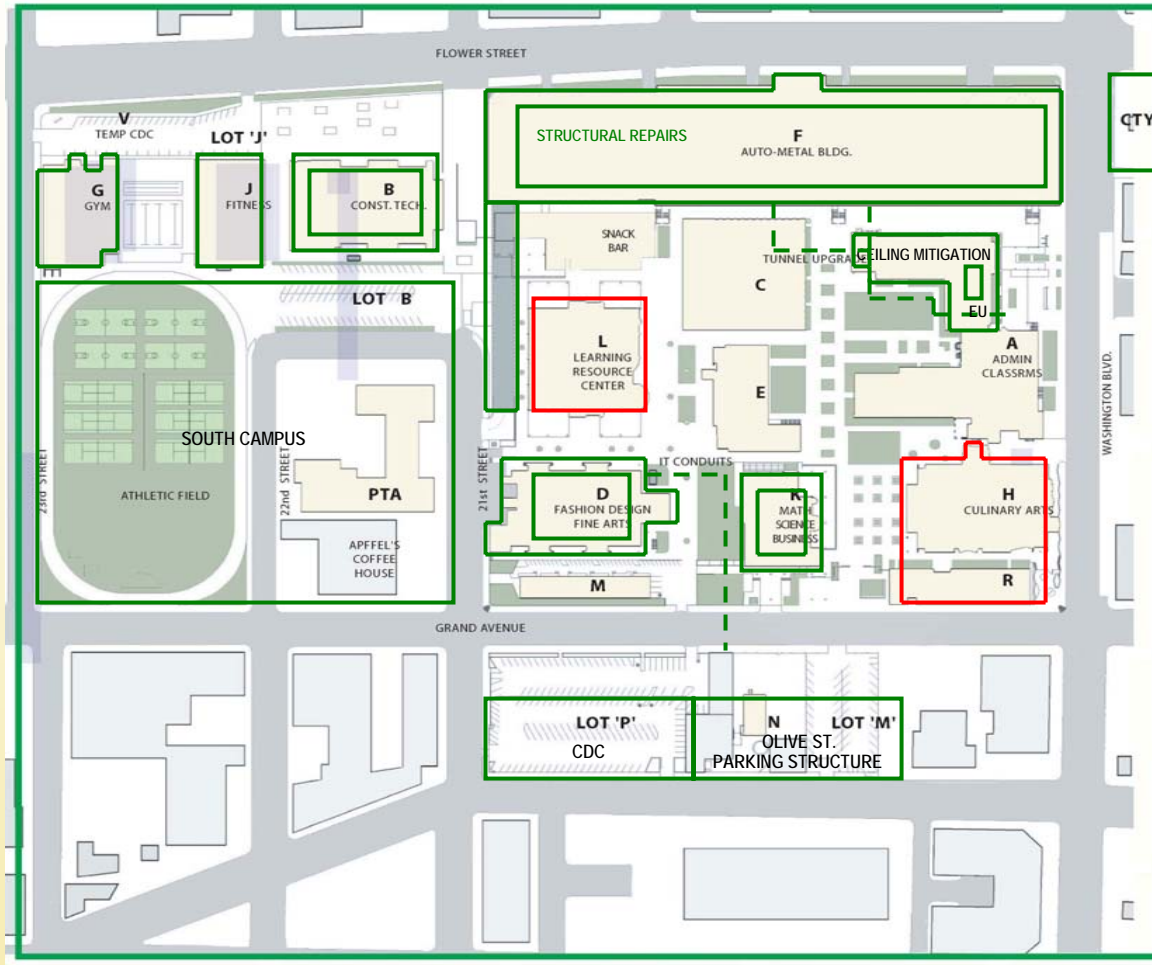 FLOWER STREET
V
TEMP CDC
LOT 'J'
STRUCTURAL REPAIRS
F
AUTO-METAL BLDG.
CTY
G
GYM
J
FITNESS
B
CONST. TECH.
SNACK
BAR
TUNNEL UPGRADE
CEILING MITIGATION
C
EU
LOT B
L
LEARNING
RESOURCE
CENTER
A
ADMIN
CLASSRMS
E
WASHINGTON BLVD.
SOUTH CAMPUS
23rd STREET
ATHLETIC FIELD
22nd STREET
PTA
21st STREET
IT CONDUITS
D
FASHION DESIGN
FINE ARTS
K
MATH
SCIENCE
BUSINESS
H
CULINARY ARTS
APFFEL'S
COFFEE
HOUSE
M
R
GRAND AVENUE
LOT 'P'
CDC
N
LOT 'M'
OLIVE ST.
PARKING STRUCTURE